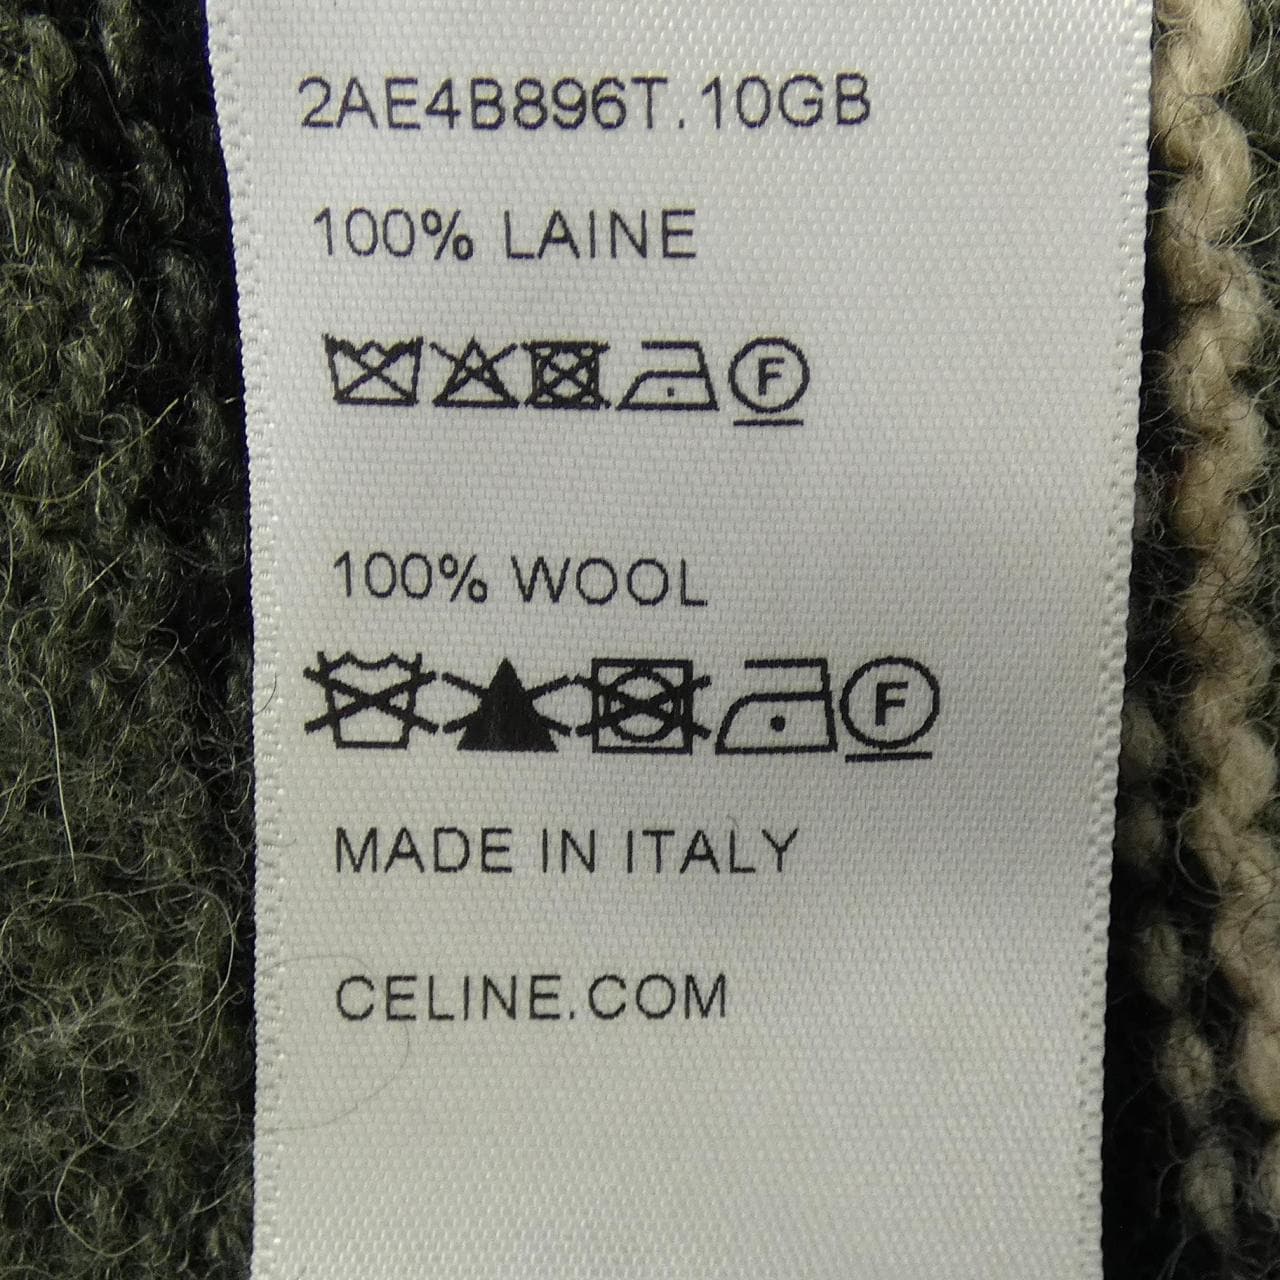 2AE4B896T.10GB
100% LAINE
F
100% WOOL
F
MADE IN ITALY
CELINE.COM